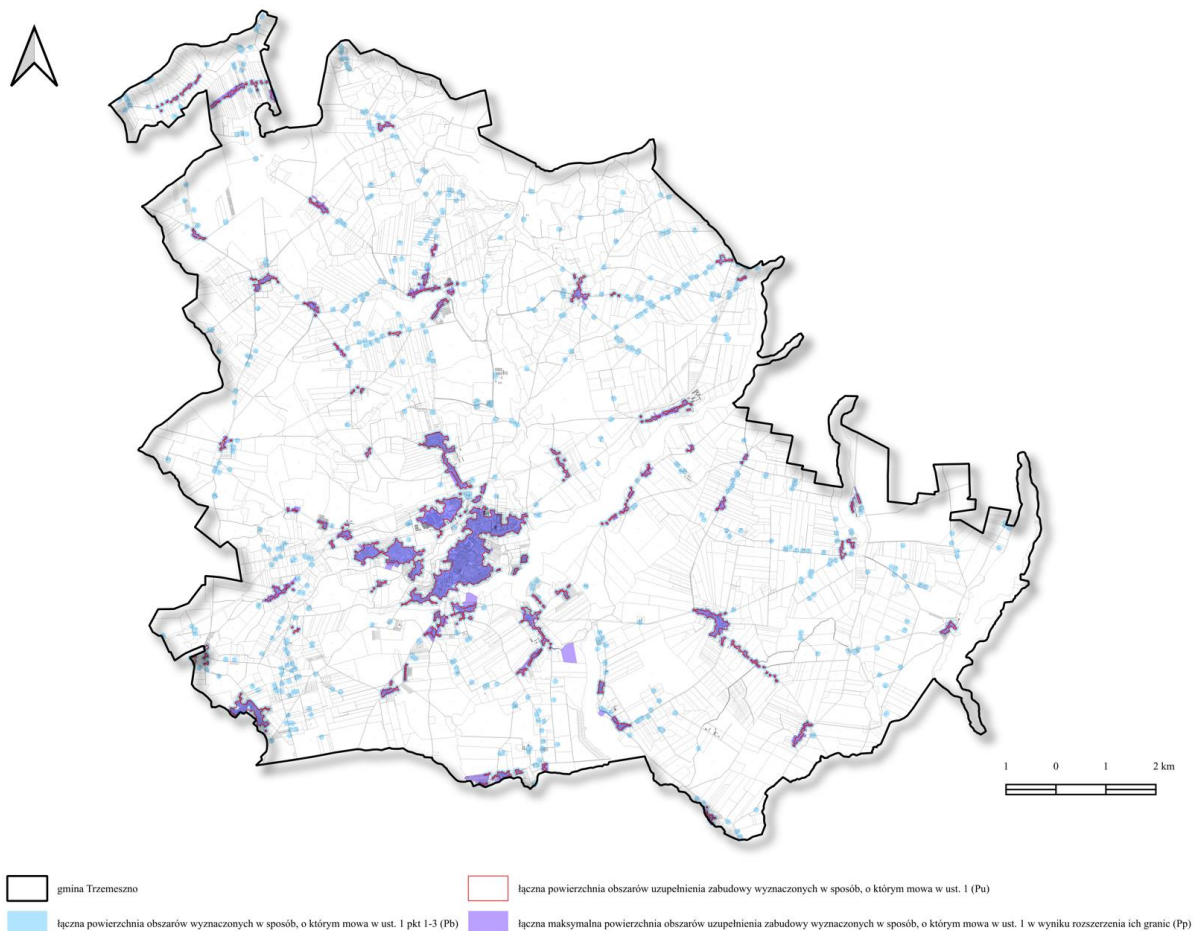 1 0 1 2 km
gmina Trzemeszno
łączna powierzchnia obszarów uzupełnienia zabudowy wyznaczonych w sposób, o którym mowa w ust. 1 (Pu)
łączna powierzchnia obszarów wyznaczonych w sposób, o którym mowa w ust. 1 pkt 1-3 (Pb)
łączna maksymalna powierzchnia obszarów uzupełnienia zabudowy wyznaczonych w sposób, o którym mowa w ust. 1 w wyniku rozszerzenia ich granic (Pp)